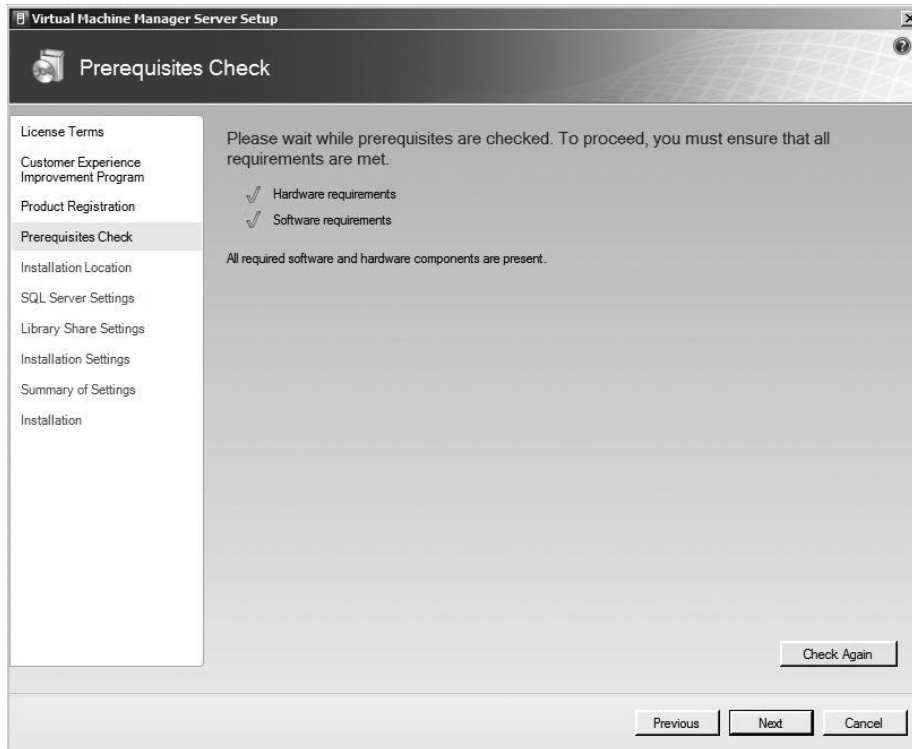 Virtual Machine Manager Server Setup
Prerequisites Check
License Terms
Customer Experience
Improvement Program
Product Registration
Prerequisites Check
Installation Location
SQL Server Settings
Library Share Settings
Installation Settings
Summary of Settings
Installation
Please wait while prerequisites are checked. To proceed, you must ensure that all
requirements are met.
Hardware requirements
Software requirements
All required software and hardware components are present.
Check Again
Previous
Next
Cancel